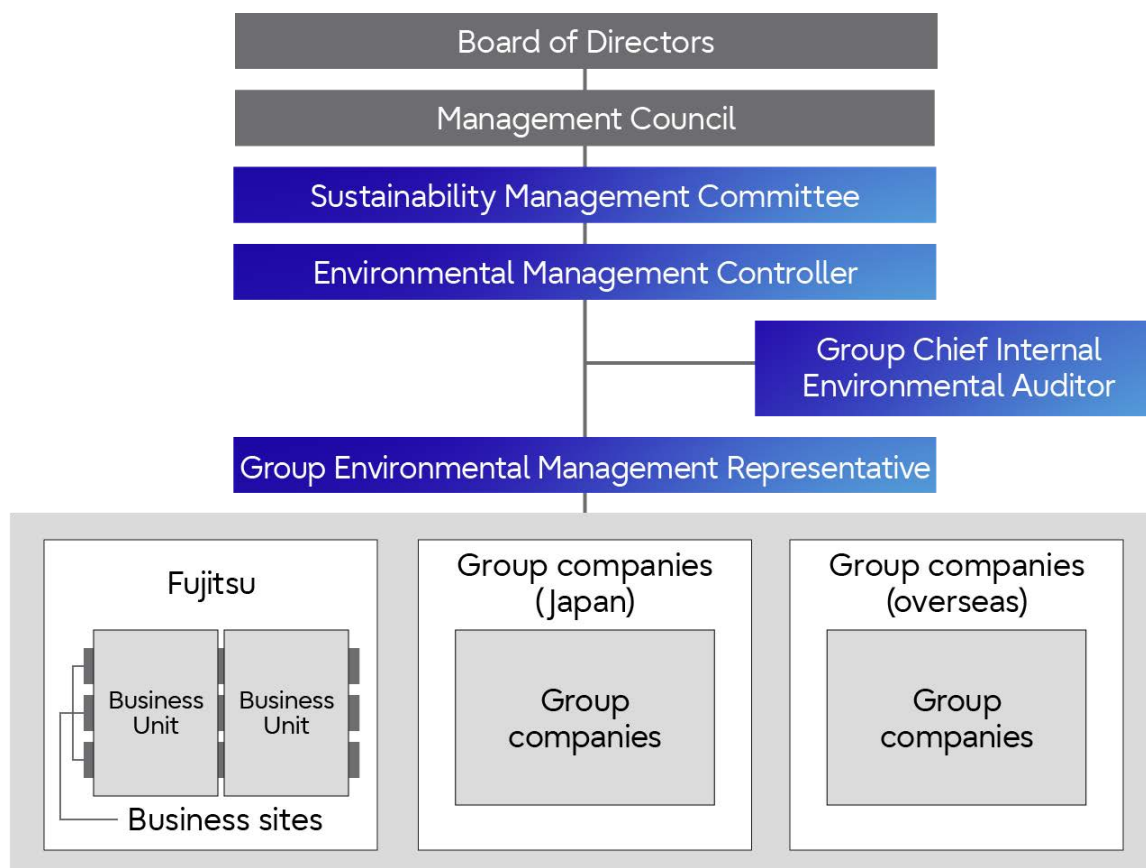 Board of Directors
Management Council
Sustainability Management Committee
Environmental Management Controller
Group Chief Internal
Environmental Auditor
Group Environmental Management Representative
Fujitsu
Business
Unit
Business
Unit
Business sites
Group companies
(Japan)
Group
companies
Group companies
(overseas)
Group
companies